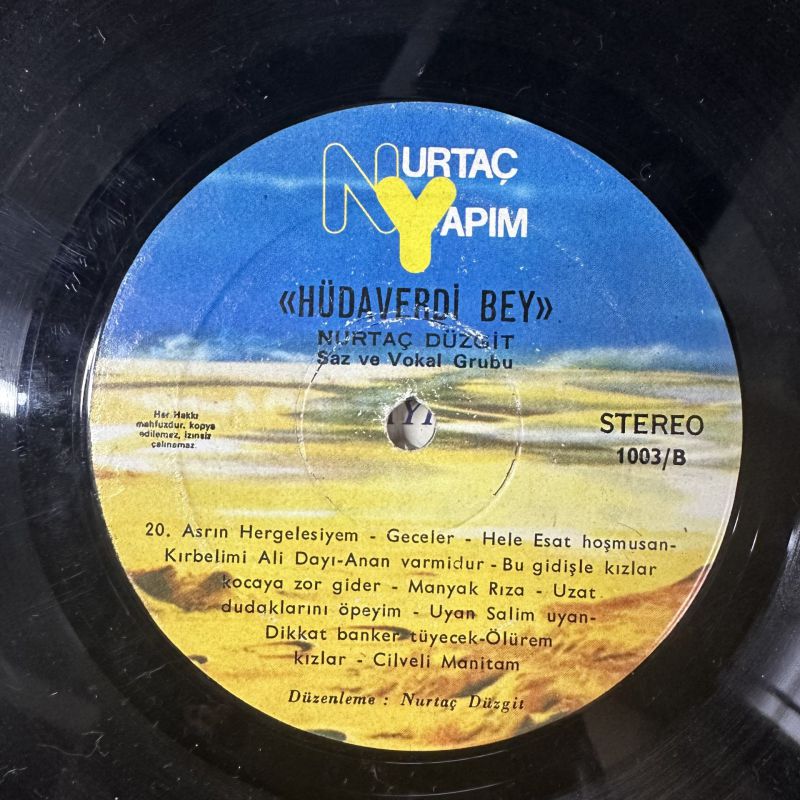 NURTAÇ
YAPIM
«HÜDAVERDİ BEY»
NURTAÇ DÜZGİT
Saz ve Vokal Grubu
Her Hakkı
mahfuzdur, kopya
edilemez, izinsiz
çalınamaz.
STEREO
1003/B
20. Asrın Hergelesiyem - Geceler - Hele Esat hoşmusan-
Kırbelimi Ali Dayı-Anan varmidur - Bu gidişle kızlar
kocaya zor gider - Manyak Rıza - Uzat
dudaklarını öpeyim - Uyan Salim uyan-
Dikkat banker tüyecek-Ölürem
kızlar - Cilveli Manitam
Düzenleme : Nurtaç Düzgit